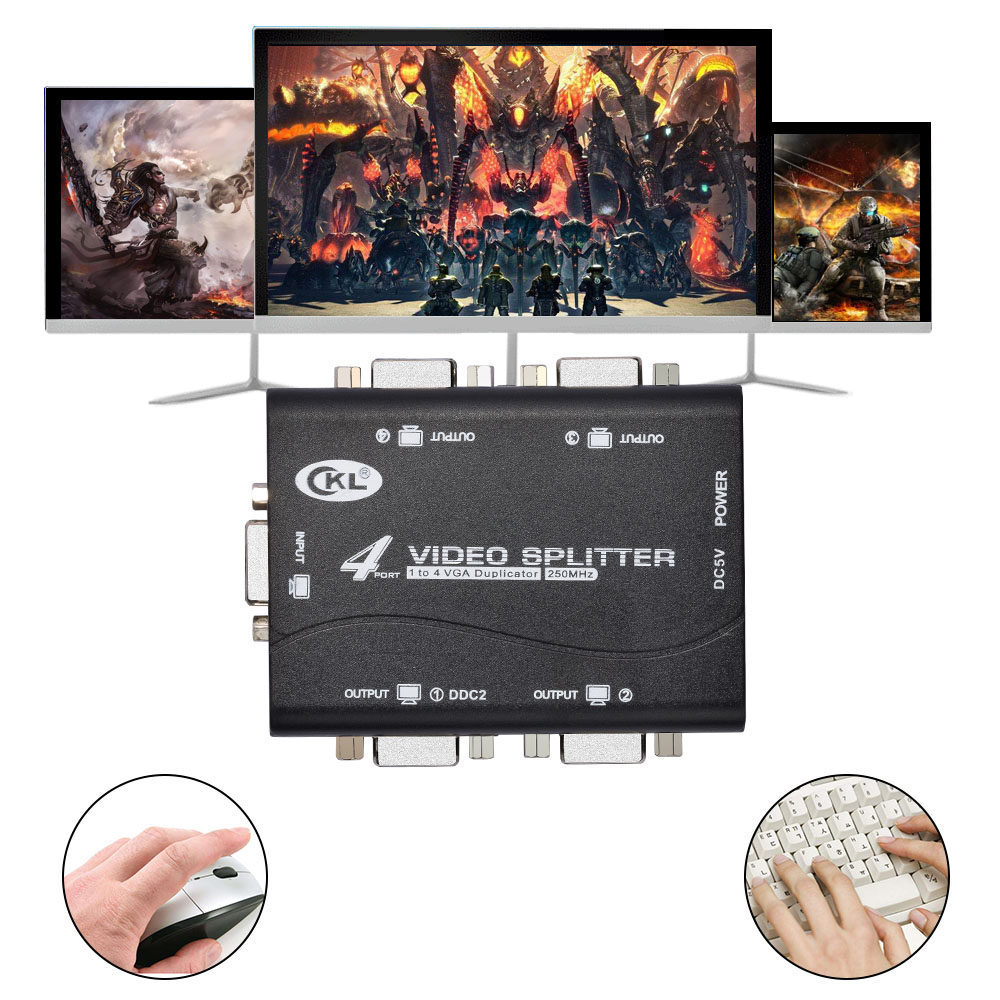 ④ OUTPUT
③ OUTPUT
CKL®
INPUT
POWER
DC5V
4 PORT
VIDEO SPLITTER
1 to 4 VGA Duplicator 250MHz
OUTPUT ① DDC2
OUTPUT ②